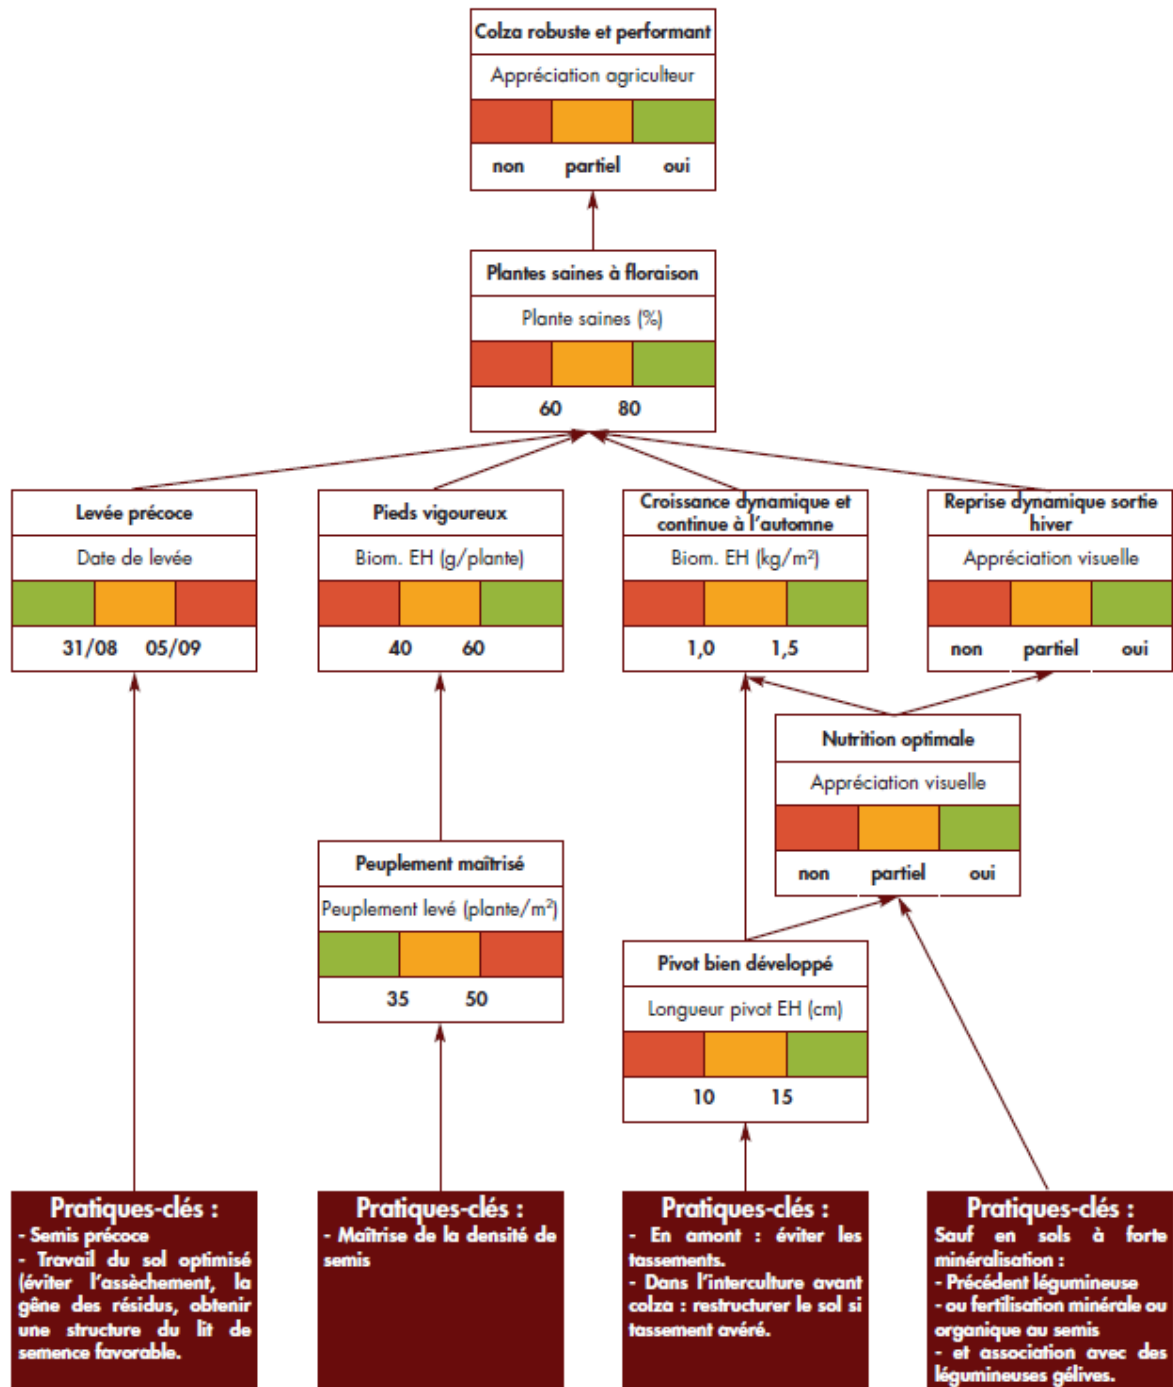 Colza robuste et performant
Appréciation agriculteur
non partiel oui
Plantes saines à floraison
Plante saines (%)
60 80
Levée précoce
Date de levée
31/08 05/09
Pieds vigoureux
Biom. EH (g/plante)
40 60
Croissance dynamique et
continue à l'automne
Biom. EH (kg/m²)
1,0 1,5
Reprise dynamique sortie
hiver
Appréciation visuelle
non partiel oui
Nutrition optimale
Appréciation visuelle
non partiel oui
Peuplement maîtrisé
Peuplement levé (plante/m²)
35 50
Pivot bien développé
Longueur pivot EH (cm)
10 15
Pratiques-clés :
- Semis précoce
- Travail du sol optimisé
(éviter l'assèchement, la
gêne des résidus, obtenir
une structure du lit de
semence favorable.
Pratiques-clés :
- Maîtrise de la densité de
semis
Pratiques-clés :
- En amont : éviter les
tassements.
- Dans l'interculture avant
colza : restructurer le sol si
tassement avéré.
Pratiques-clés :
Sauf en sols à forte
minéralisation :
- Précédent légumineuse
- ou fertilisation minérale ou
organique au semis
- et association avec des
légumineuses gélives.